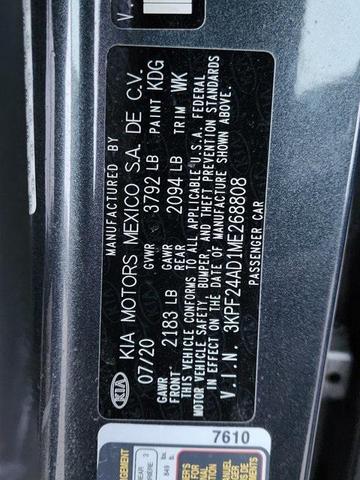 MANUFACTURED BY
KIA MOTORS MEXICO S.A. DE C.V.
07/20 GVWR 3792 LB PAINT KDG
GAWR FRONT 2183 LB GAWR REAR 2094 LB TRIM WK
THIS VEHICLE CONFORMS TO ALL APPLICABLE U.S.A. FEDERAL
MOTOR VEHICLE SAFETY, BUMPER, AND THEFT PREVENTION STANDARDS
IN EFFECT ON THE DATE OF MANUFACTURE SHOWN ABOVE.
V.I.N. 3KPF24AD1ME268808
PASSENGER CAR
KIA
7610